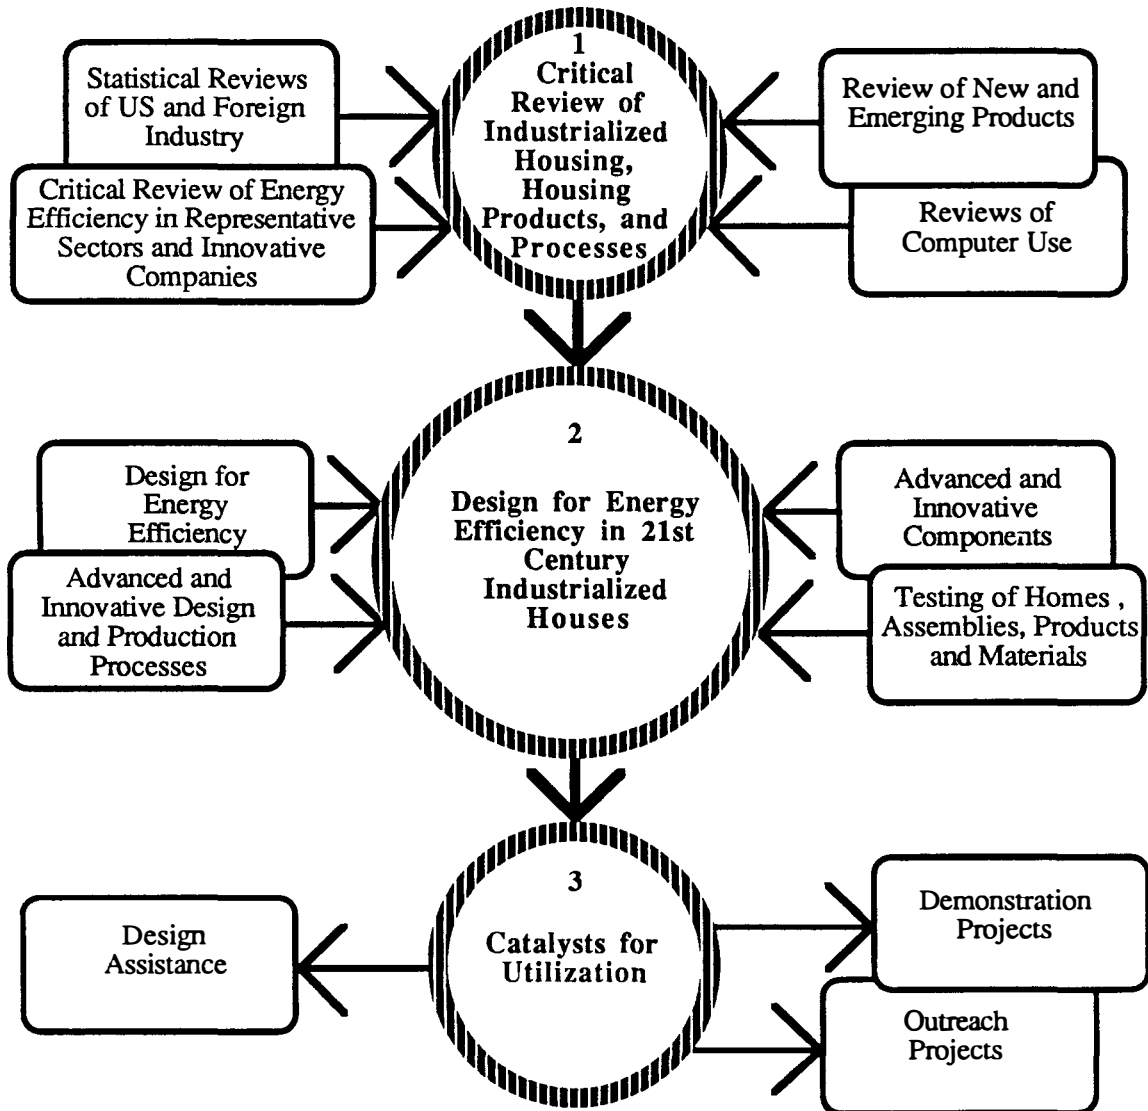 Statistical Reviews
of US and Foreign
Industry
Critical Review of Energy
Efficiency in Representative
Sectors and Innovative
Companies
1
Critical
Review of
Industrialized
Housing,
Housing
Products, and
Processes
Review of New and
Emerging Products
Reviews of
Computer Use
Design for
Energy
Efficiency
Advanced and
Innovative Design
and Production
Processes
2
Design for Energy
Efficiency in 21st
Century
Industrialized
Houses
Advanced and
Innovative
Components
Testing of Homes ,
Assemblies, Products
and Materials
Design
Assistance
3
Catalysts for
Utilization
Demonstration
Projects
Outreach
Projects